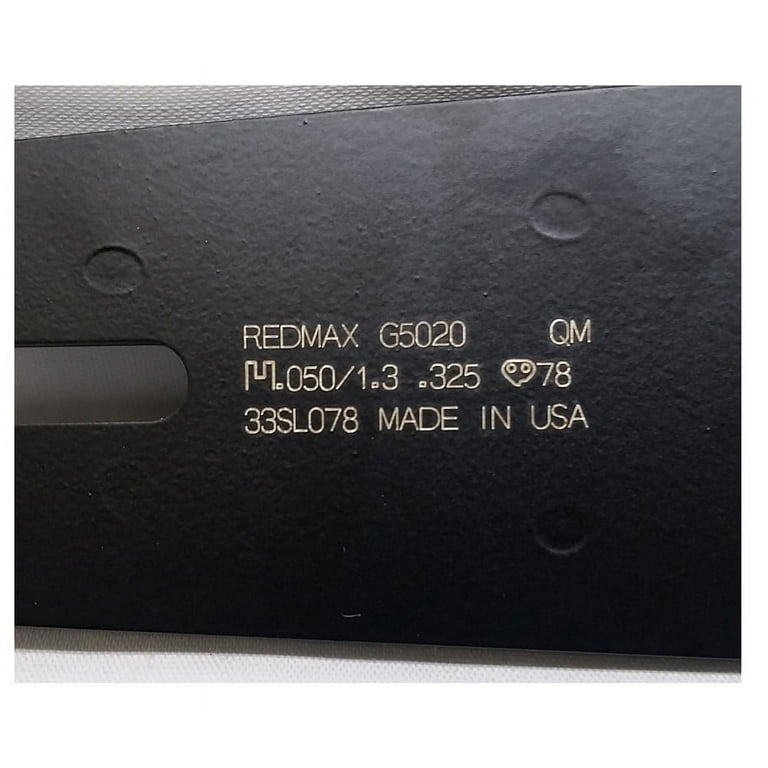 REDMAX G5020 QM
.050/1.3 .325 78
33SL078 MADE IN USA